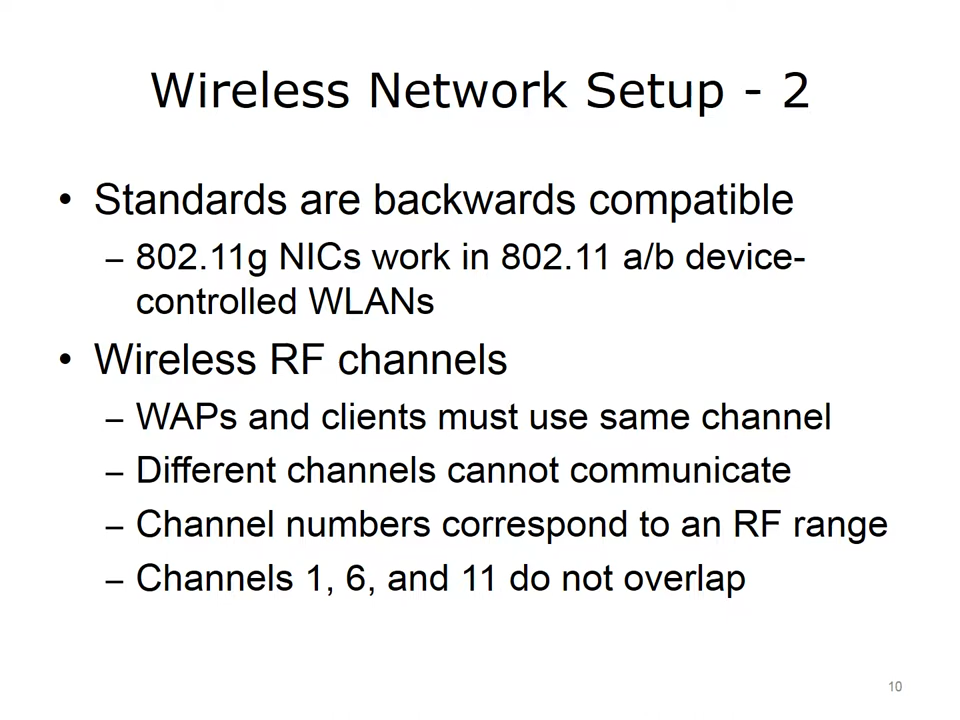 Wireless Network Setup - 2
• Standards are backwards compatible
– 802.11g NICs work in 802.11 a/b device-
controlled WLANs
• Wireless RF channels
– WAPs and clients must use same channel
– Different channels cannot communicate
– Channel numbers correspond to an RF range
– Channels 1, 6, and 11 do not overlap
10